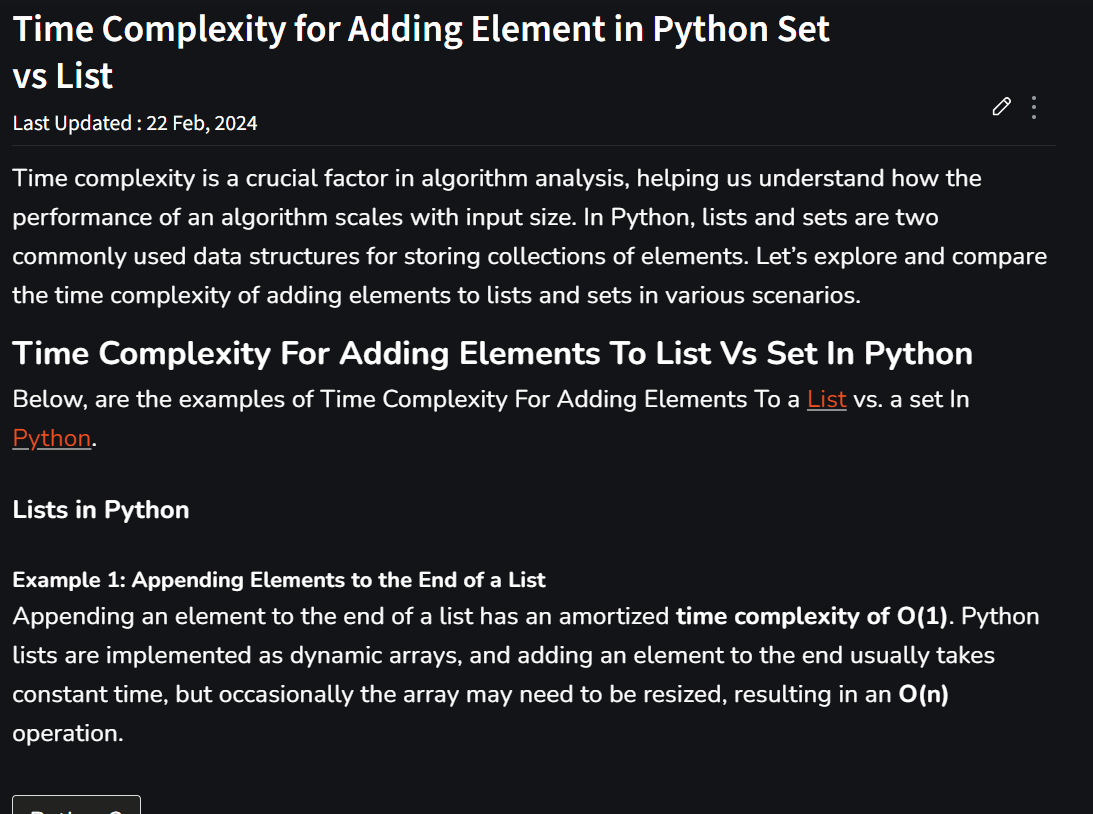 Time Complexity for Adding Element in Python Set
vs List
Last Updated : 22 Feb, 2024
Time complexity is a crucial factor in algorithm analysis, helping us understand how the
performance of an algorithm scales with input size. In Python, lists and sets are two
commonly used data structures for storing collections of elements. Let’s explore and compare
the time complexity of adding elements to lists and sets in various scenarios.
Time Complexity For Adding Elements To List Vs Set In Python
Below, are the examples of Time Complexity For Adding Elements To a List vs. a set In
Python.
Lists in Python
Example 1: Appending Elements to the End of a List
Appending an element to the end of a list has an amortized time complexity of O(1). Python
lists are implemented as dynamic arrays, and adding an element to the end usually takes
constant time, but occasionally the array may need to be resized, resulting in an O(n)
operation.